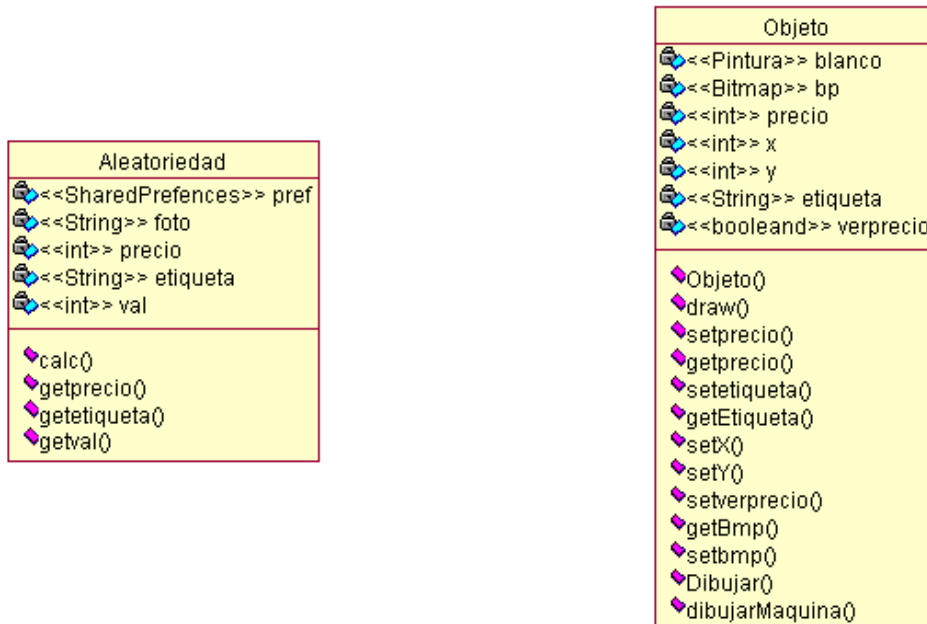 Aleatoriedad
<<SharedPrefences>> pref
<<String>> foto
<<int>> precio
<<String>> etiqueta
<<int>> val
calc()
getprecio()
getetiqueta()
getval()
Objeto
<<Pintura>> blanco
<<Bitmap>> bp
<<int>> precio
<<int>> x
<<int>> y
<<String>> etiqueta
<<booleand>> verprecio
Objeto()
draw()
setprecio()
getprecio()
setetiqueta()
getEtiqueta()
setX()
setY()
setverprecio()
getBmp()
setbmp()
Dibujar()
dibujarMaquina()